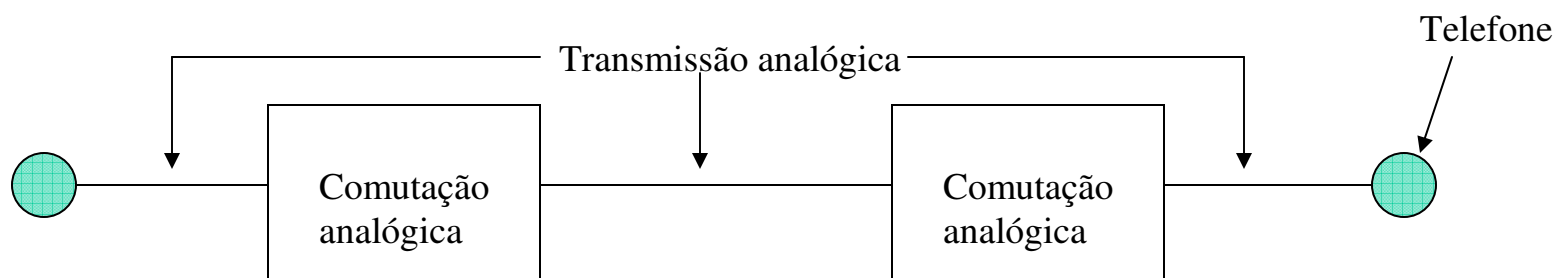 Telefone
Transmissão analógica
Comutação
analógica
Comutação
analógica